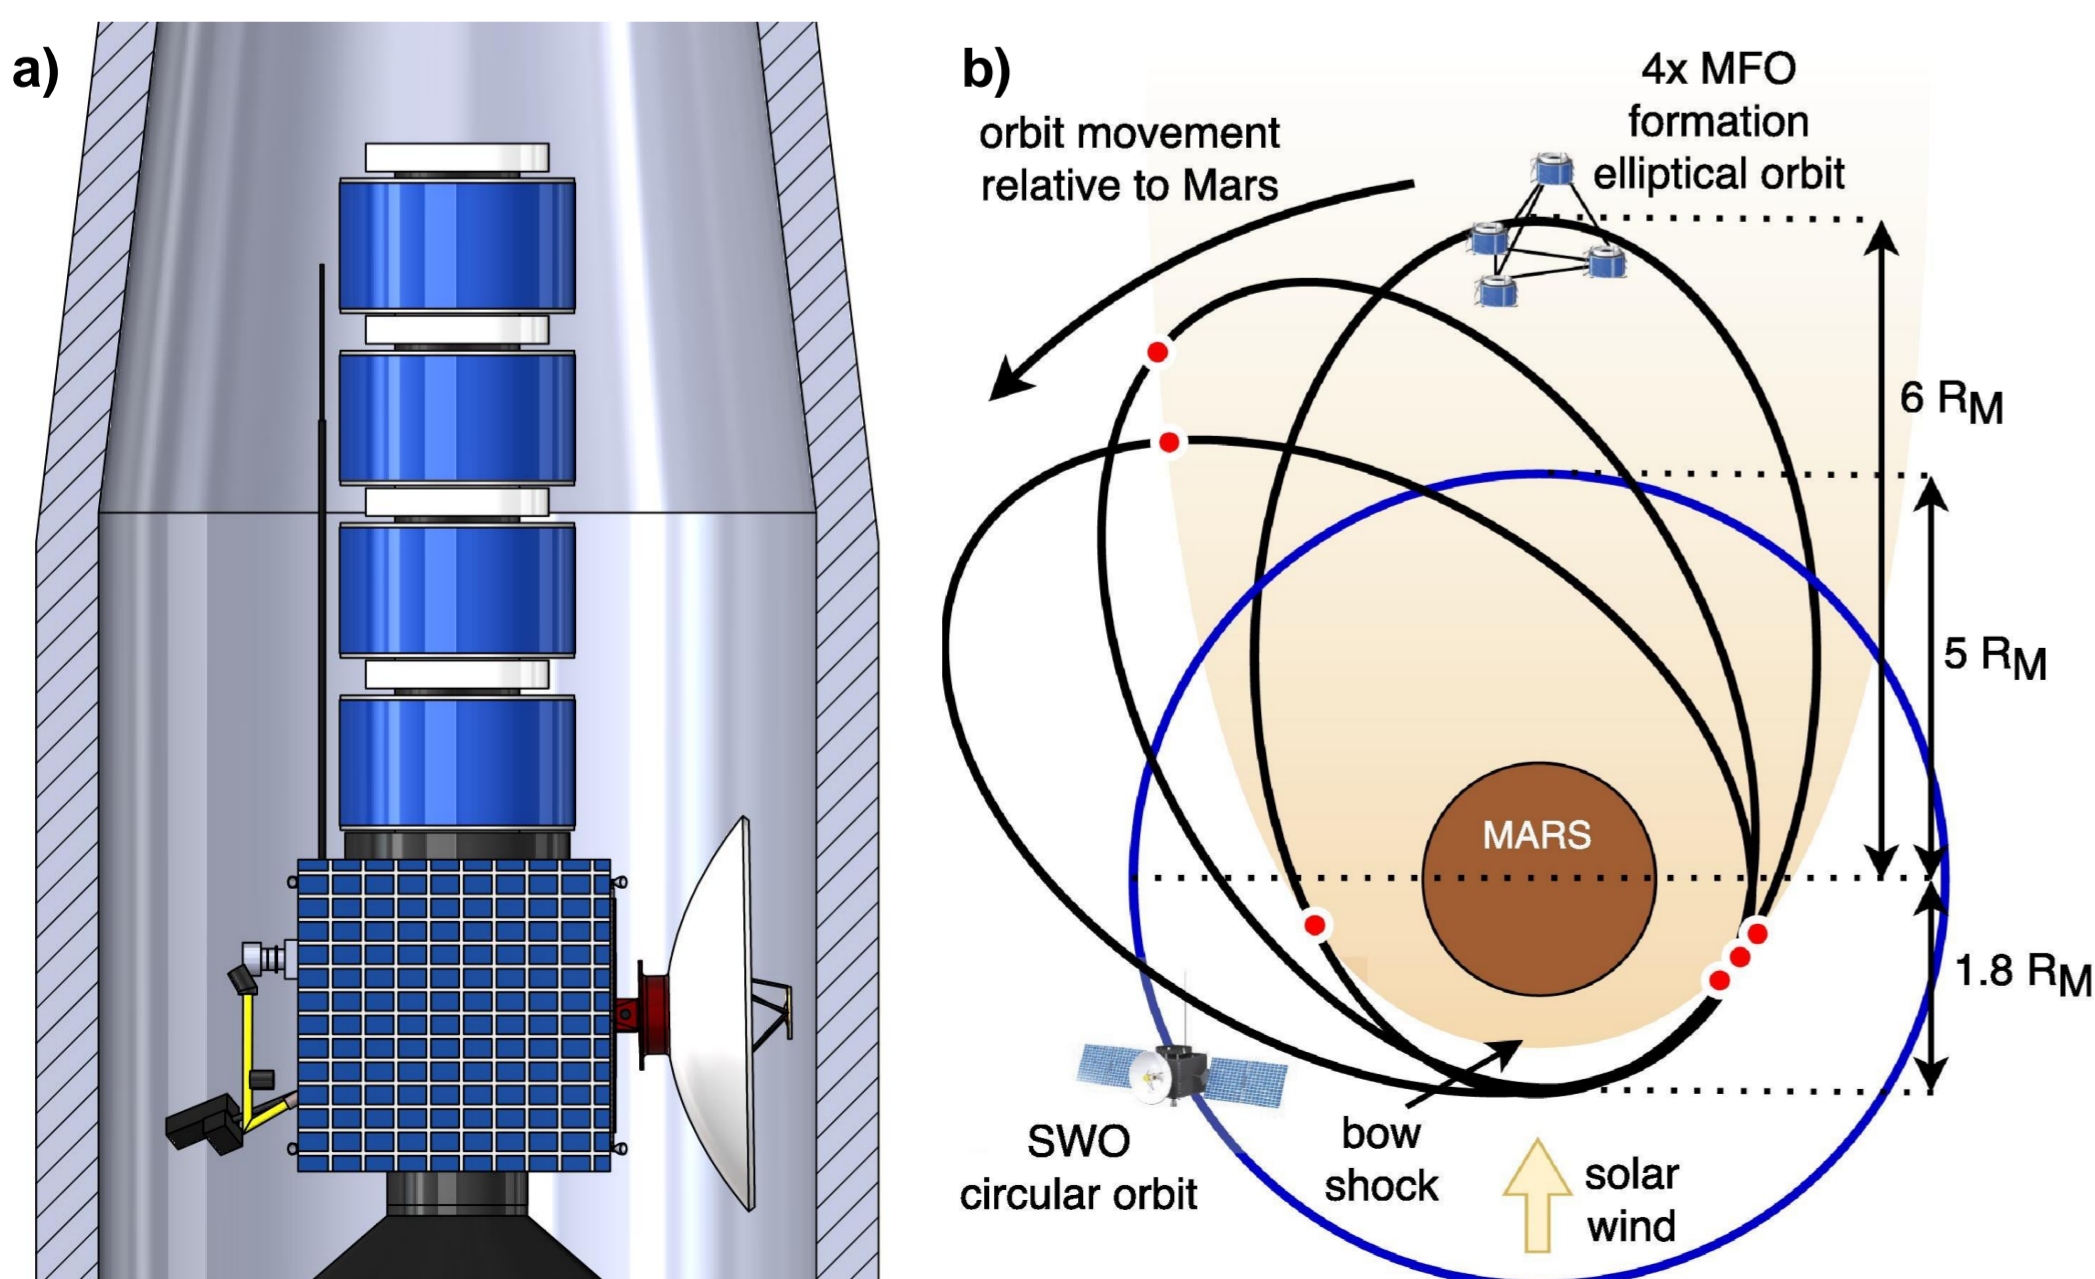 a)
b)
orbit movement
relative to Mars
4x MFO
formation
elliptical orbit
6 RM
5 RM
MARS
1.8 RM
SWO
circular orbit
bow
shock
solar
wind